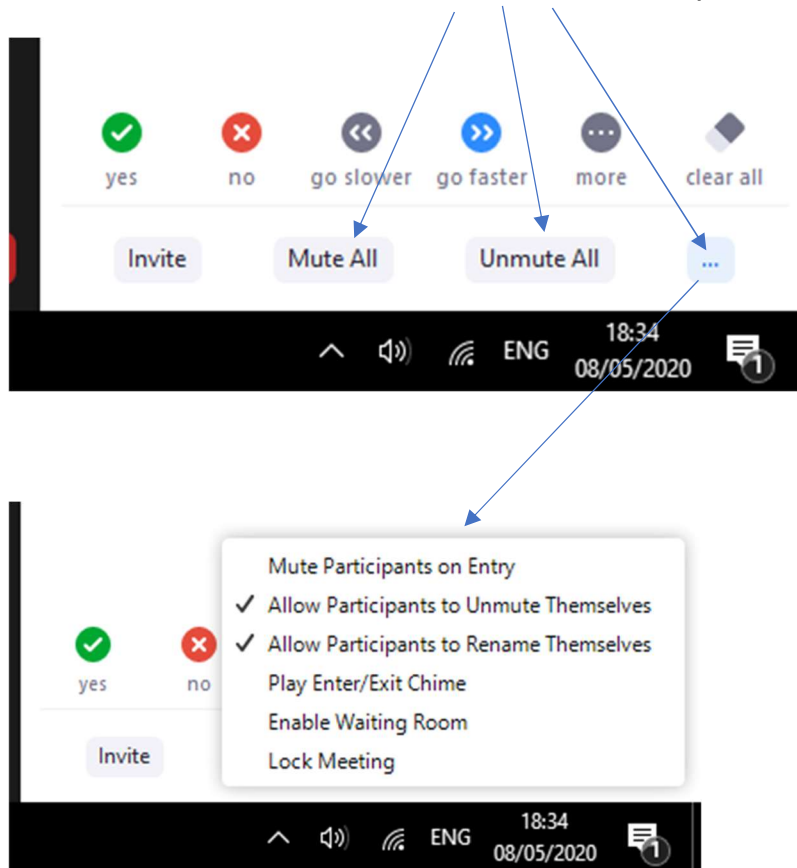 yes no go slower go faster more clear all
Invite Mute All Unmute All ...
ENG 18:34
08/05/2020
1
Mute Participants on Entry
✓ Allow Participants to Unmute Themselves
✓ Allow Participants to Rename Themselves
yes no Play Enter/Exit Chime
Enable Waiting Room
Invite Lock Meeting
ENG 18:34
08/05/2020
1